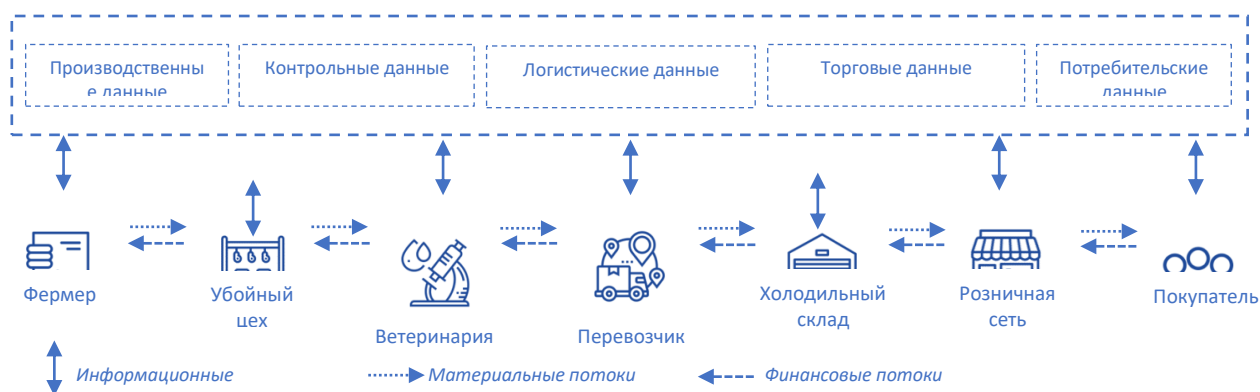 Производственны
е данные
Контрольные данные
Логистические данные
Торговые данные
Потребительские
данные
Фермер
Убойный
цех
Ветеринария
Перевозчик
Холодильный
склад
Розничная
сеть
Покупатель
Информационные
Материальные потоки
Финансовые потоки